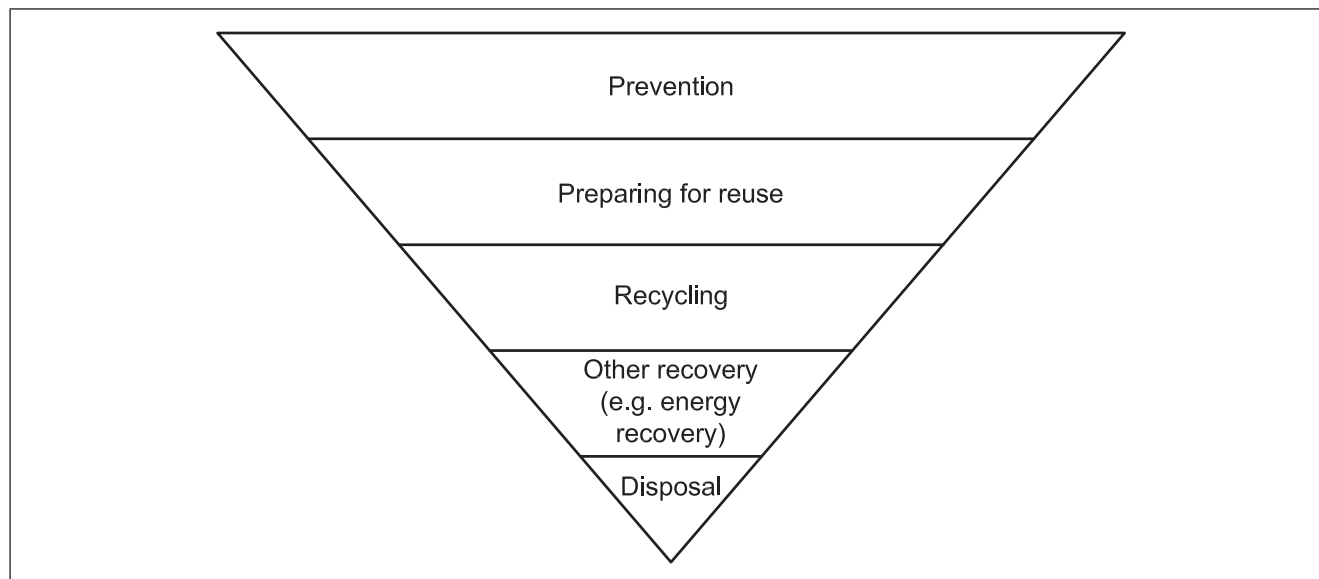 Prevention
Preparing for reuse
Recycling
Other recovery
(e.g. energy
recovery)
Disposal